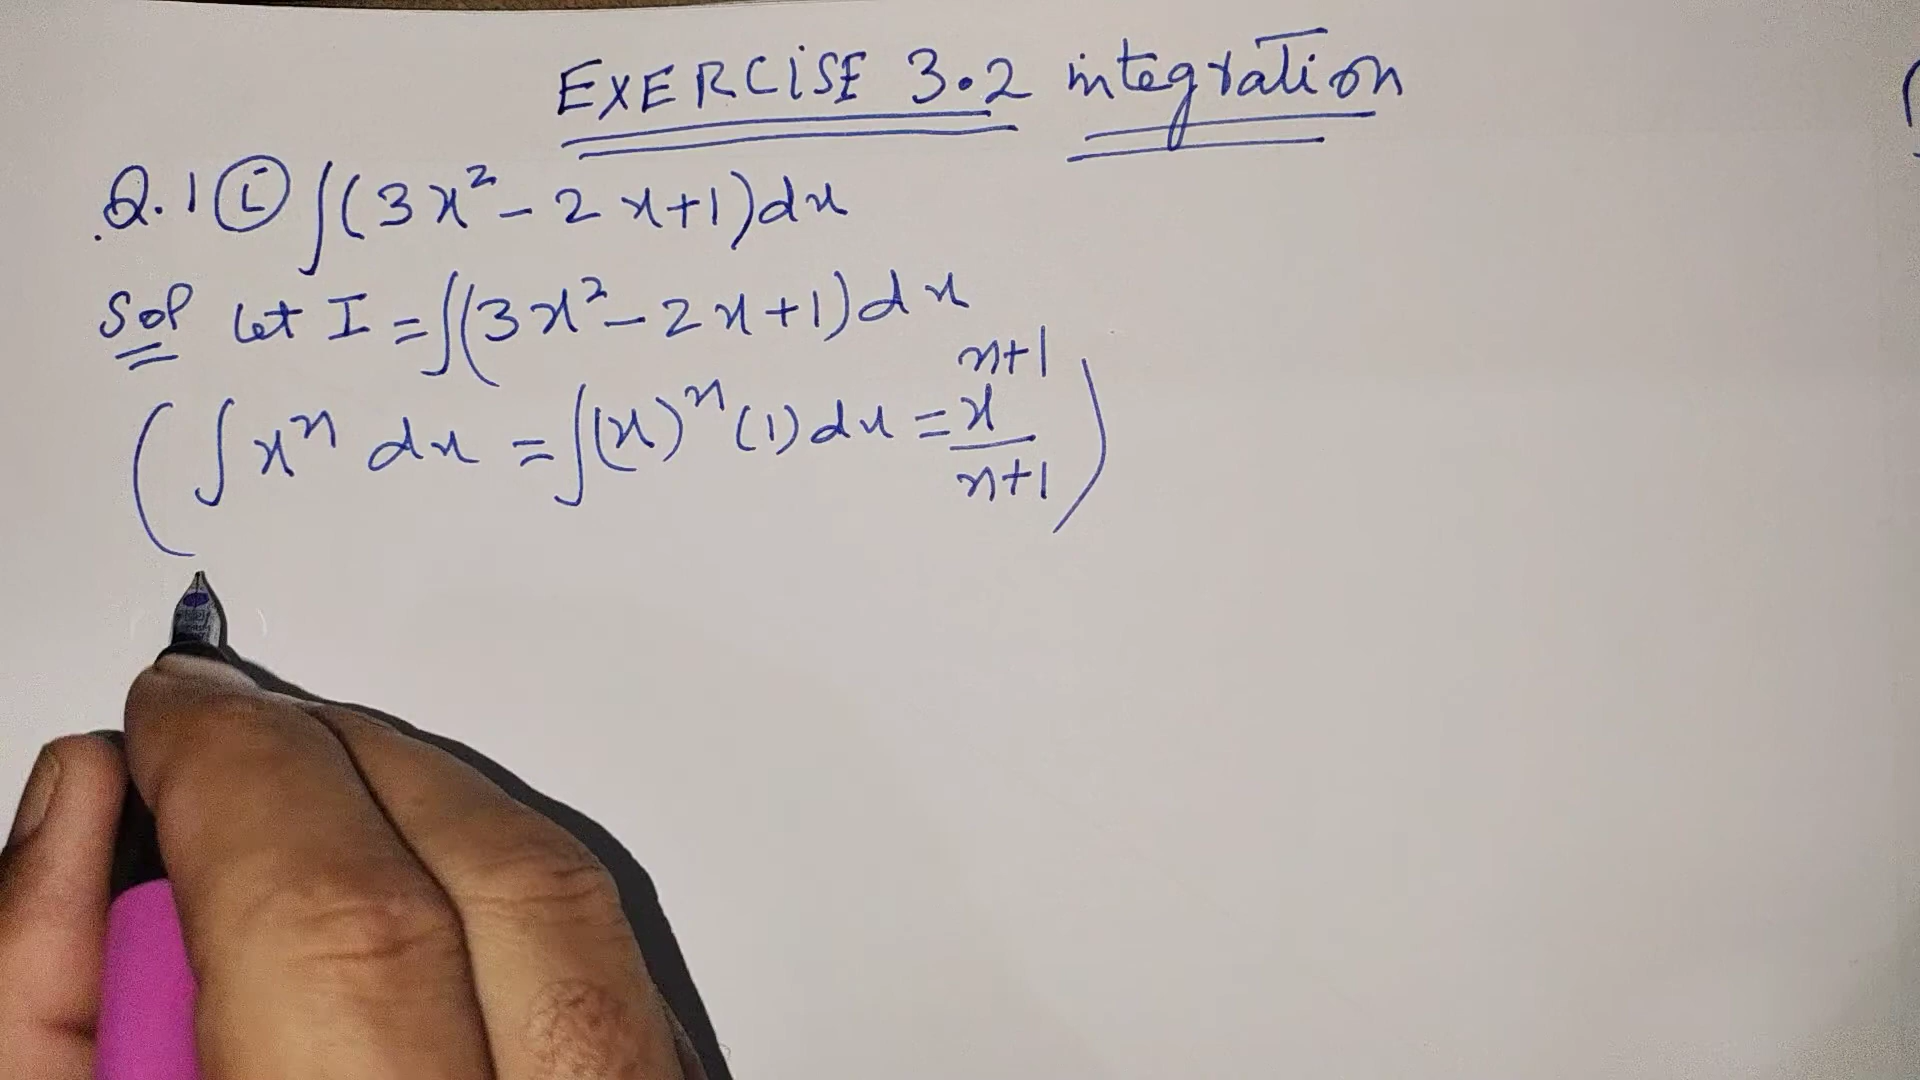 EXERCISE 3.2 integration
Q.1 (i) ∫(3x² - 2x+1)dx
Sol let I = ∫(3x² - 2x+1)dx
(∫xⁿ dx = ∫(x)ⁿ (1) dx = xⁿ⁺¹/n+1)